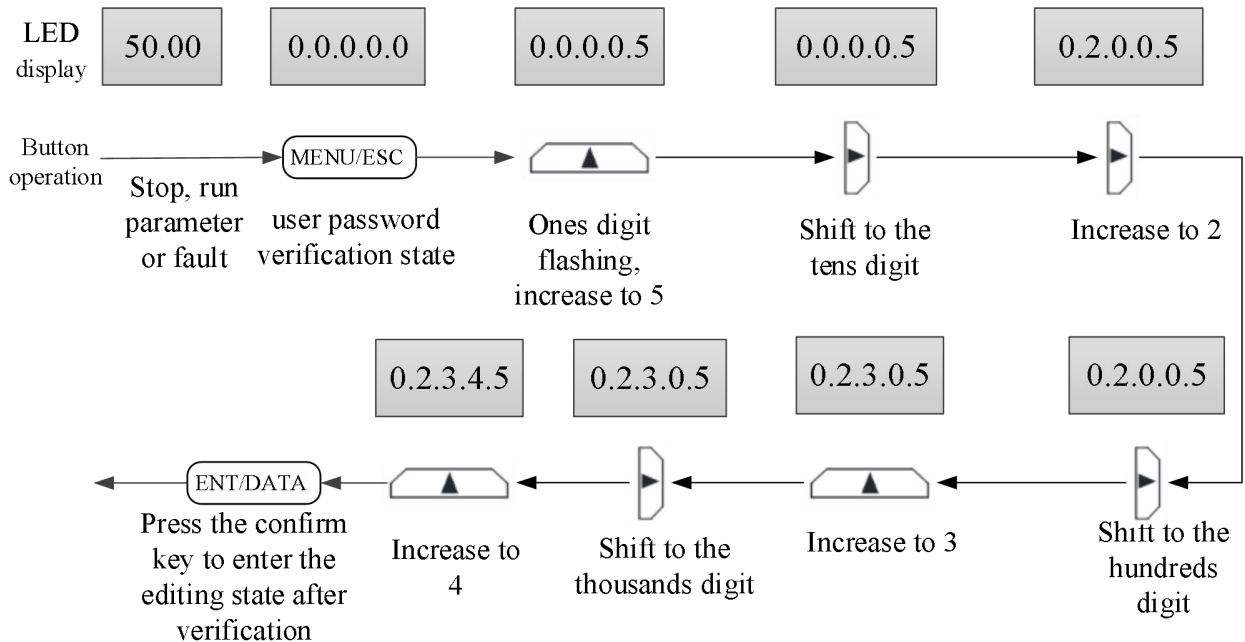 LED
display
50.00
0.0.0.0.0
0.0.0.0.5
0.0.0.0.5
0.2.0.0.5
Button
operation
MENU/ESC
Stop, run
parameter
or fault
user password
verification state
Ones digit
flashing,
increase to 5
Shift to the
tens digit
Increase to 2
0.2.3.4.5
0.2.3.0.5
0.2.3.0.5
0.2.0.0.5
ENT/DATA
Press the confirm
key to enter the
editing state after
verification
Increase to
4
Shift to the
thousands digit
Increase to 3
Shift to the
hundreds
digit